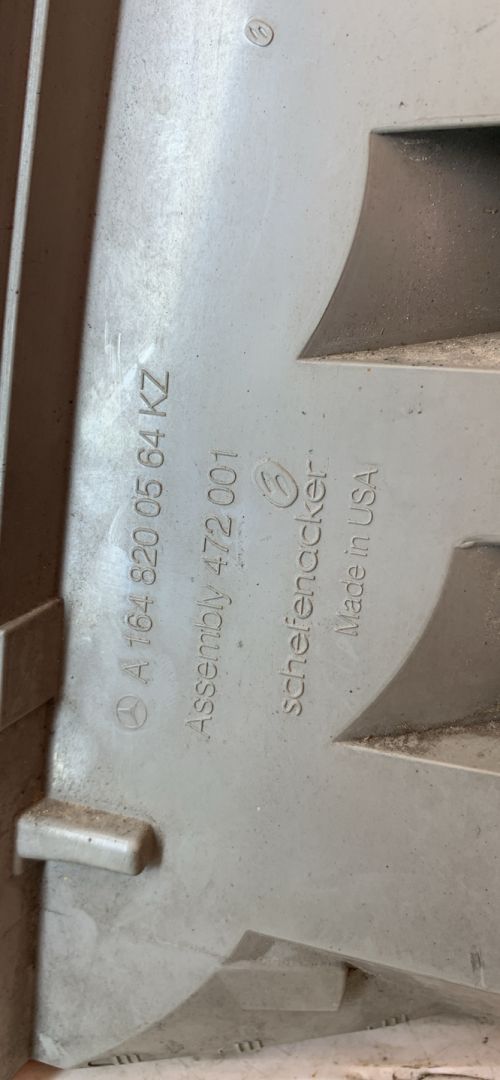 A 164 820 05 64 KZ
Assembly 472 001
schefenacker
Made in USA